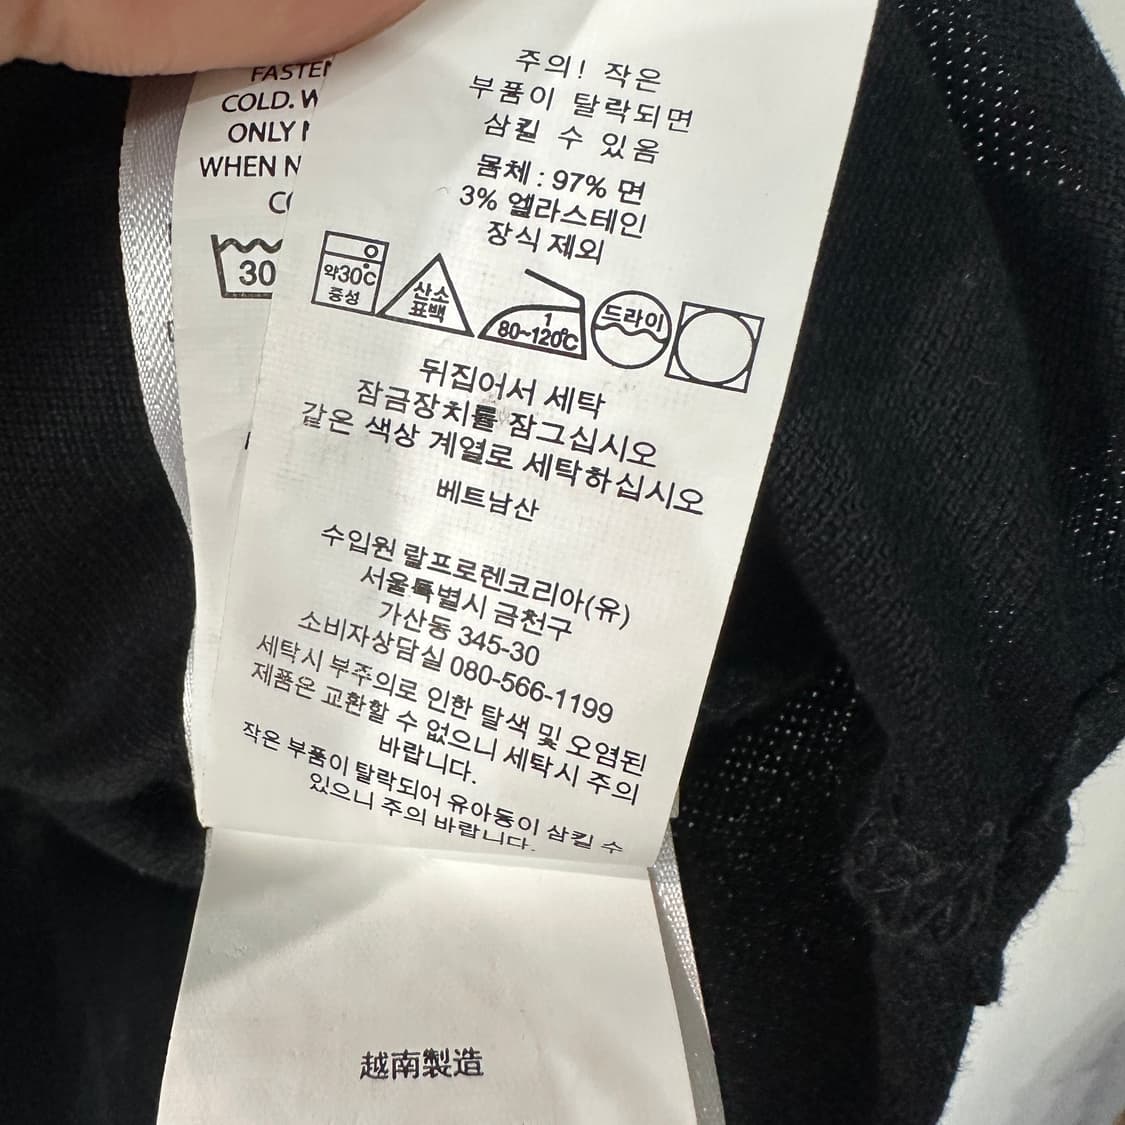 FASTE
COLD. W
ONLY
WHEN N
CO
30
주의! 작은
부품이 탈락되면
삼킬 수 있음
몸체 : 97% 면
3% 엘라스테인
장식 제외
약30℃
중성
산소
표백
1
80~120℃
드라이
뒤집어서 세탁
잠금장치를 잠그십시오
같은 색상 계열로 세탁하십시오
베트남산
수입원 랄프로렌코리아(유)
서울특별시 금천구
가산동 345-30
소비자상담실 080-566-1199
세탁시 부주의로 인한 탈색 및 오염된
제품은 교환할 수 없으니 세탁시 주의
바랍니다.
작은 부품이 탈락되어 유아동이 삼킬 수
있으니 주의 바랍니다.
越南製造